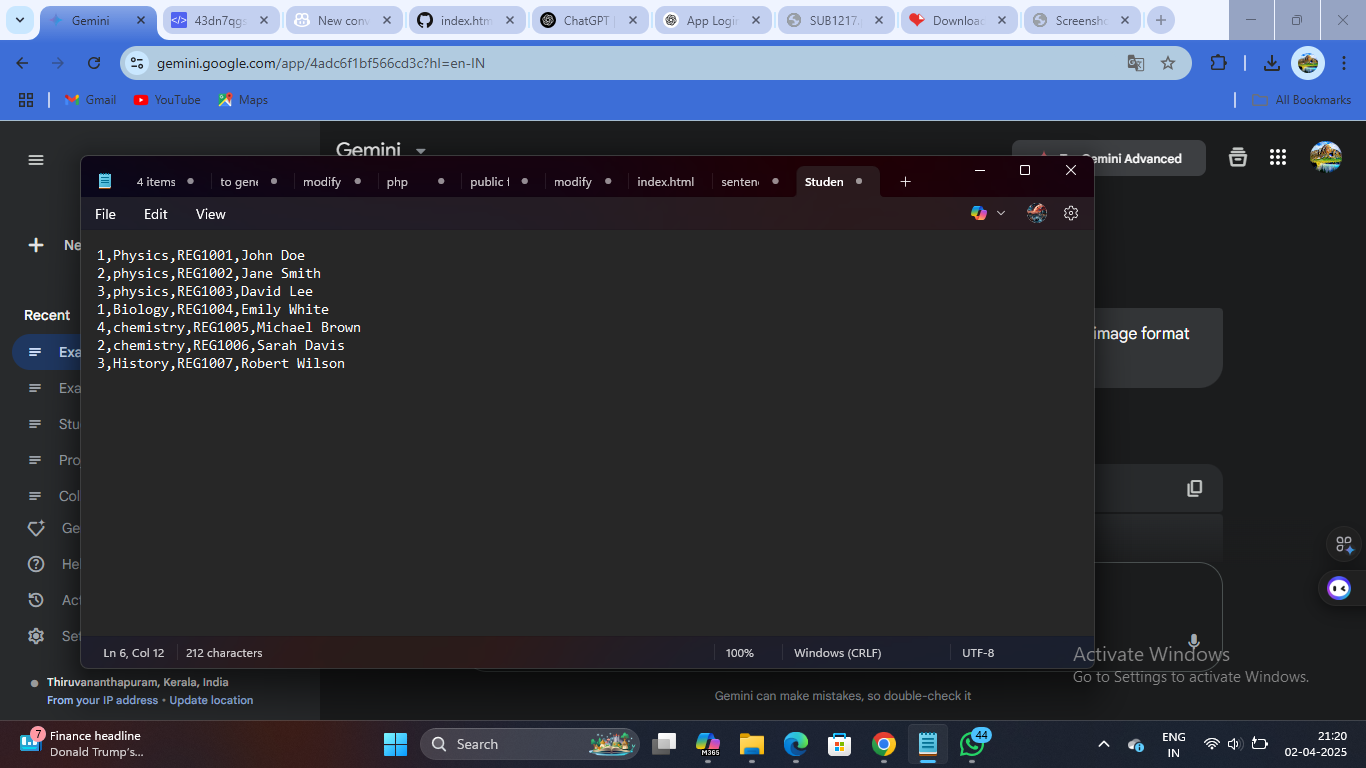 Gemini
43dn7qgs
New conv
index.htm
ChatGPT
App Login
SUB1217.
Downloa
Screensho
gemini.google.com/app/4adc6f1bf566cd3c?hl=en-IN
Gmail
YouTube
Maps
All Bookmarks
Gemini
Gemini Advanced
4 items
to gene
modify
php
public f
modify
index.html
senten
Studen
File
Edit
View
1,Physics,REG1001,John Doe
2,physics,REG1002,Jane Smith
3,physics,REG1003,David Lee
1,Biology,REG1004,Emily White
4,chemistry,REG1005,Michael Brown
2,chemistry,REG1006,Sarah Davis
3,History,REG1007,Robert Wilson
Ne
Recent
Exa
Exa
Stu
Pro
Col
Ge
Hel
Act
Set
image format
Ln 6, Col 12
212 characters
100%
Windows (CRLF)
UTF-8
Activate Windows
Go to Settings to activate Windows.
Thiruvananthapuram, Kerala, India
From your IP address • Update location
Gemini can make mistakes, so double-check it
7
Finance headline
Donald Trump's...
Search
M365
44
ENG
IN
21:20
02-04-2025